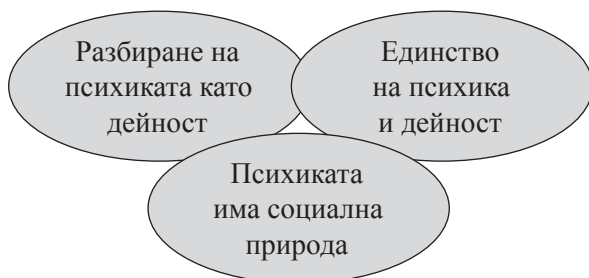 Разбиране на
психиката като
дейност
Единство
на психика
и дейност
Психиката
има социална
природа